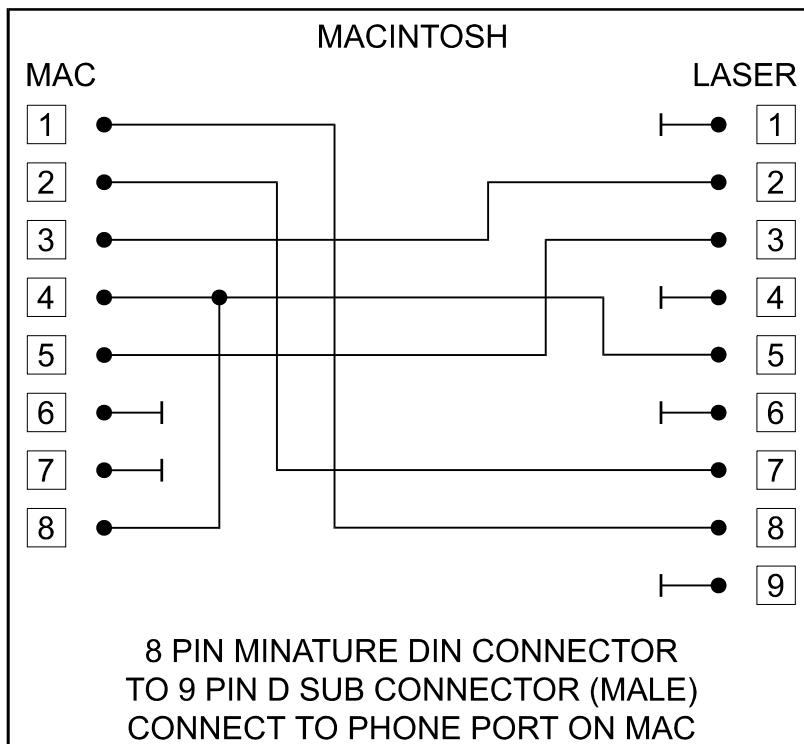 MACINTOSH
MAC LASER
1 1
2 2
3 3
4 4
5 5
6 6
7 7
8 8
9
8 PIN MINATURE DIN CONNECTOR
TO 9 PIN D SUB CONNECTOR (MALE)
CONNECT TO PHONE PORT ON MAC